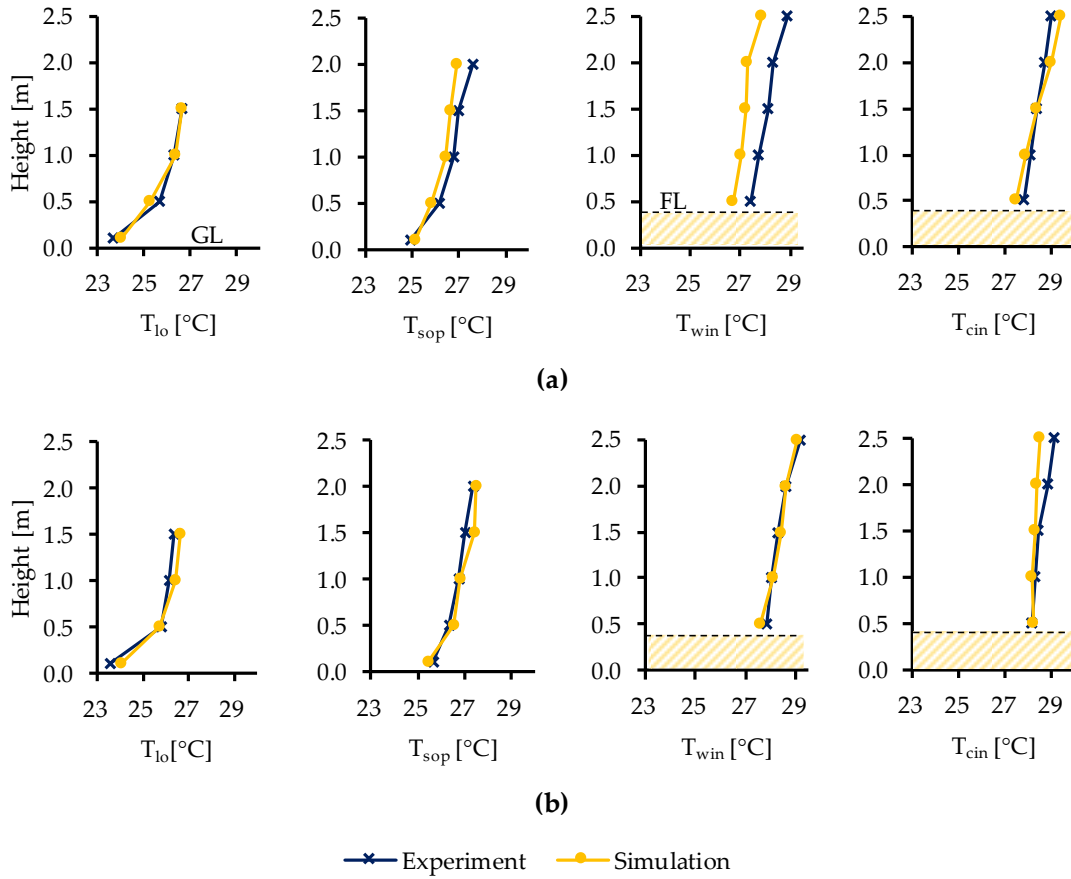 Height [m]
2.5
2.0
1.5
1.0
0.5
0.0
GL
23 25 27 29
T_lo [°C]
2.5
2.0
1.5
1.0
0.5
0.0
23 25 27 29
T_sop [°C]
2.5
2.0
1.5
1.0
0.5
0.0
FL
23 25 27 29
T_win [°C]
2.5
2.0
1.5
1.0
0.5
0.0
23 25 27 29
T_cin [°C]
(a)
Height [m]
2.5
2.0
1.5
1.0
0.5
0.0
23 25 27 29
T_lo[°C]
2.5
2.0
1.5
1.0
0.5
0.0
23 25 27 29
T_sop [°C]
2.5
2.0
1.5
1.0
0.5
0.0
23 25 27 29
T_win [°C]
2.5
2.0
1.5
1.0
0.5
0.0
23 25 27 29
T_cin [°C]
(b)
Experiment Simulation